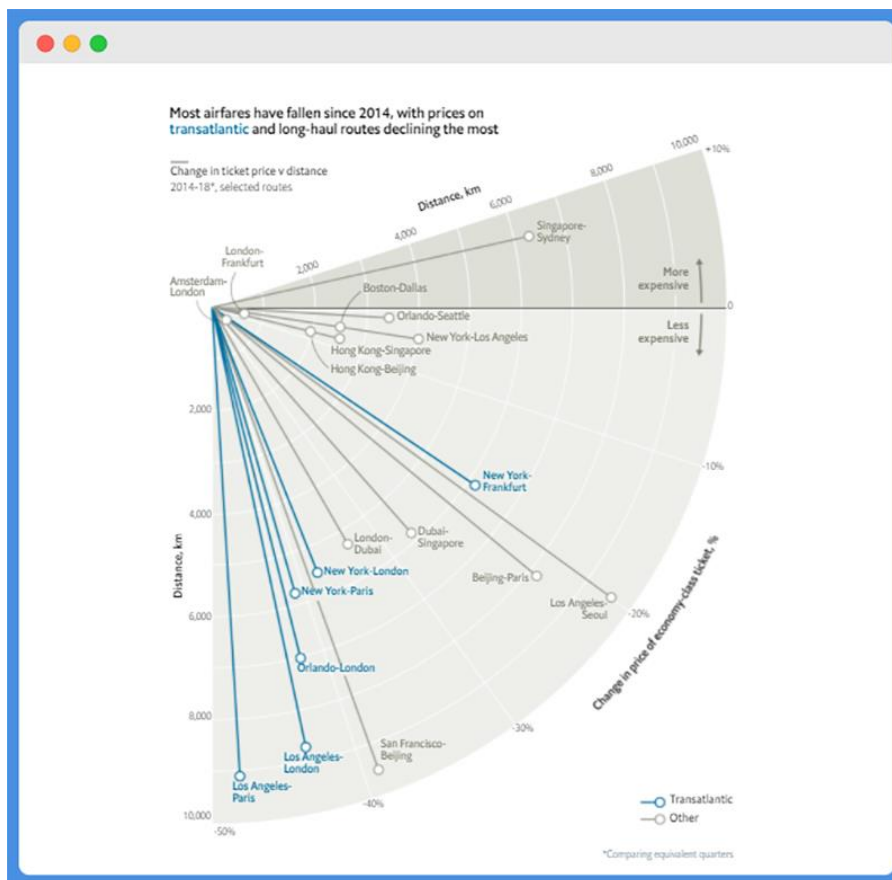 Most airfares have fallen since 2014, with prices on
transatlantic and long-haul routes declining the most
Change in ticket price v distance
2014-18*, selected routes
Distance, km
2,000
4,000
6,000
8,000
10,000
+10%
Singapore-
Sydney
London-
Frankfurt
Amsterdam-
London
Boston-Dallas
More
expensive
0
Less
expensive
Orlando-Seattle
New York-Los Angeles
Hong Kong-Singapore
Hong Kong-Beijing
2,000
4,000
6,000
8,000
10,000
Distance, km
-10%
New York-
Frankfurt
Dubai-
Singapore
London-
Dubai
New York-London
New York-Paris
Beijing-Paris
Los Angeles-
Seoul
-20%
Change in price of economy-class ticket, %
Orlando-London
-30%
San Francisco-
Beijing
Los Angeles-
London
Los Angeles-
Paris
-40%
-50%
Transatlantic
Other
*Comparing equivalent quarters